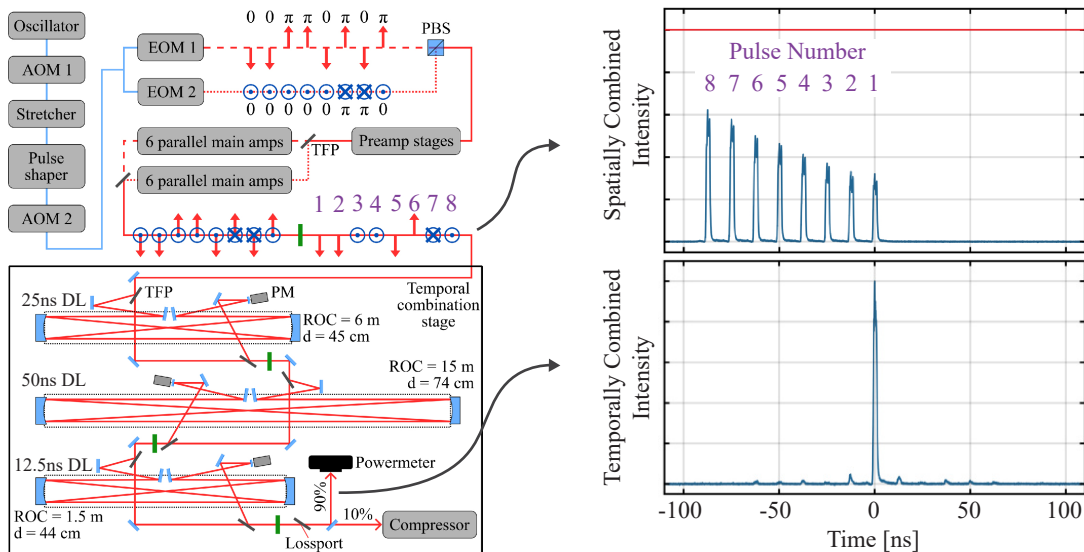 Oscillator
AOM 1
Stretcher
Pulse
shaper
AOM 2
EOM 1
EOM 2
0 0 π π 0 π 0 π
0 0 0 0 0 π π 0
PBS
6 parallel main amps
6 parallel main amps
TFP
Preamp stages
1 2 3 4 5 6 7 8
Temporal
combination
stage
25ns DL
TFP
PM
ROC = 6 m
d = 45 cm
50ns DL
ROC = 15 m
d = 74 cm
12.5ns DL
ROC = 1.5 m
d = 44 cm
Powermeter
90%
10%
Compressor
Lossport
Spatially Combined
Intensity
Pulse Number
8 7 6 5 4 3 2 1
Temporally Combined
Intensity
-100 -50 0 50 100
Time [ns]